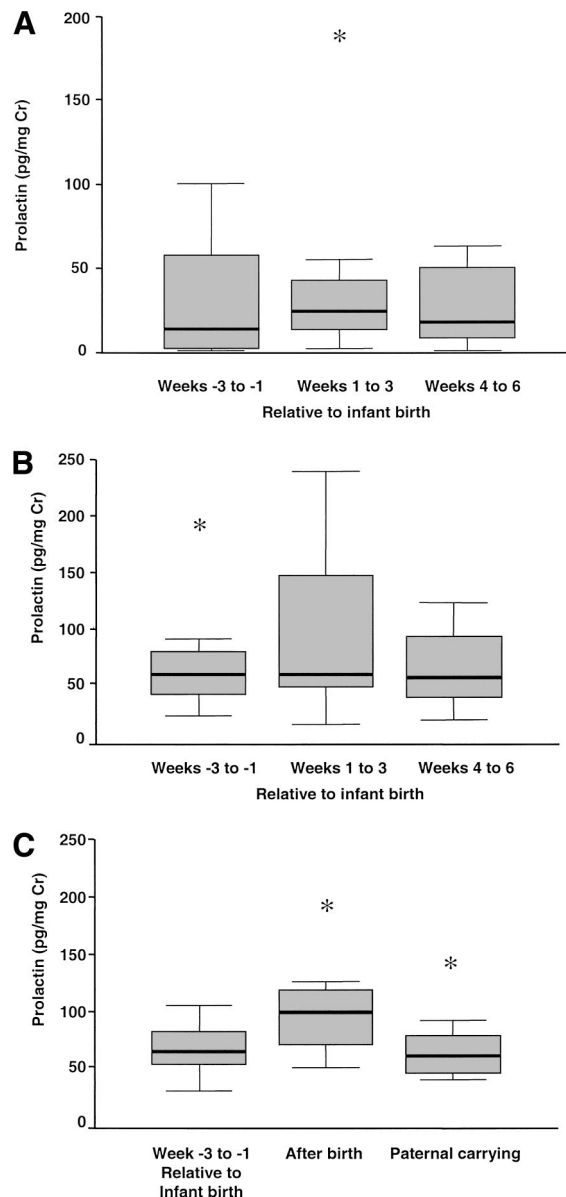 A
Prolactin (pg/mg Cr)
200
150
100
50
0
*
Weeks -3 to -1 Weeks 1 to 3 Weeks 4 to 6
Relative to infant birth
B
Prolactin (pg/mg Cr)
250
200
150
100
50
0
*
Weeks -3 to -1 Weeks 1 to 3 Weeks 4 to 6
Relative to infant birth
C
Prolactin (pg/mg Cr)
250
200
150
100
50
0
*
*
Week -3 to -1 After birth Paternal carrying
Relative to
Infant birth